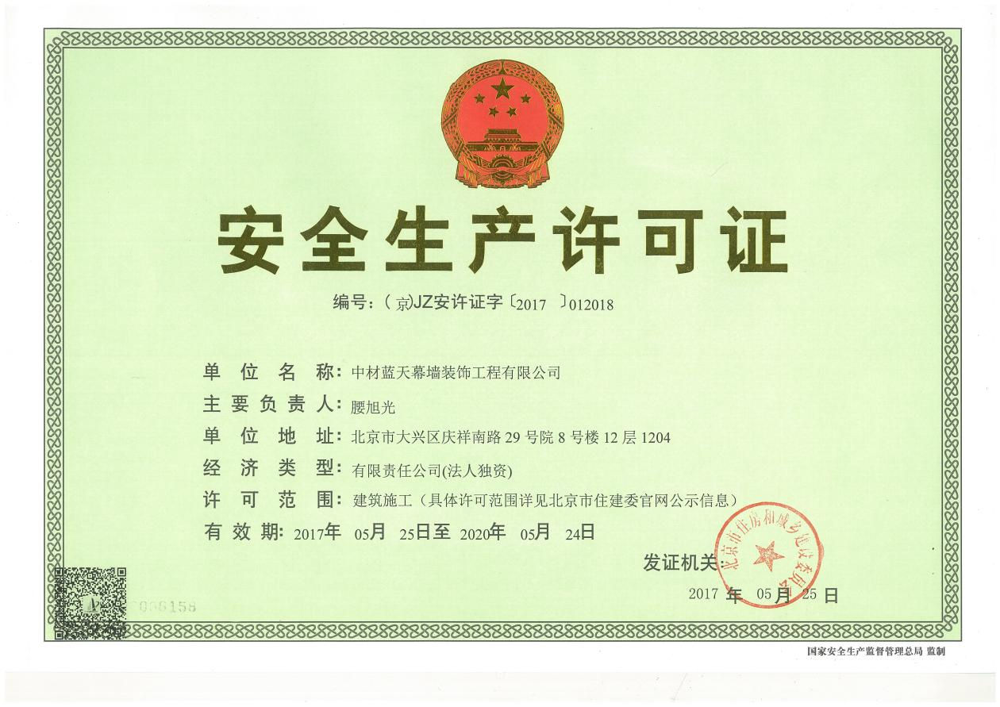 安全生产许可证
编号：（京）JZ安许证字〔2017 〕012018
单位名称：中材蓝天幕墙装饰工程有限公司
主要负责人：腰旭光
单位地址：北京市大兴区庆祥南路29号院8号楼12层1204
经济类型：有限责任公司(法人独资)
许可范围：建筑施工（具体许可范围详见北京市住建委官网公示信息）
有效期：2017年 05月 25日至 2020年 05月 24日
北京市住房和城乡建设委员会
发证机关：
2017 年 05 月 25 日
国家安全生产监督管理总局 监制